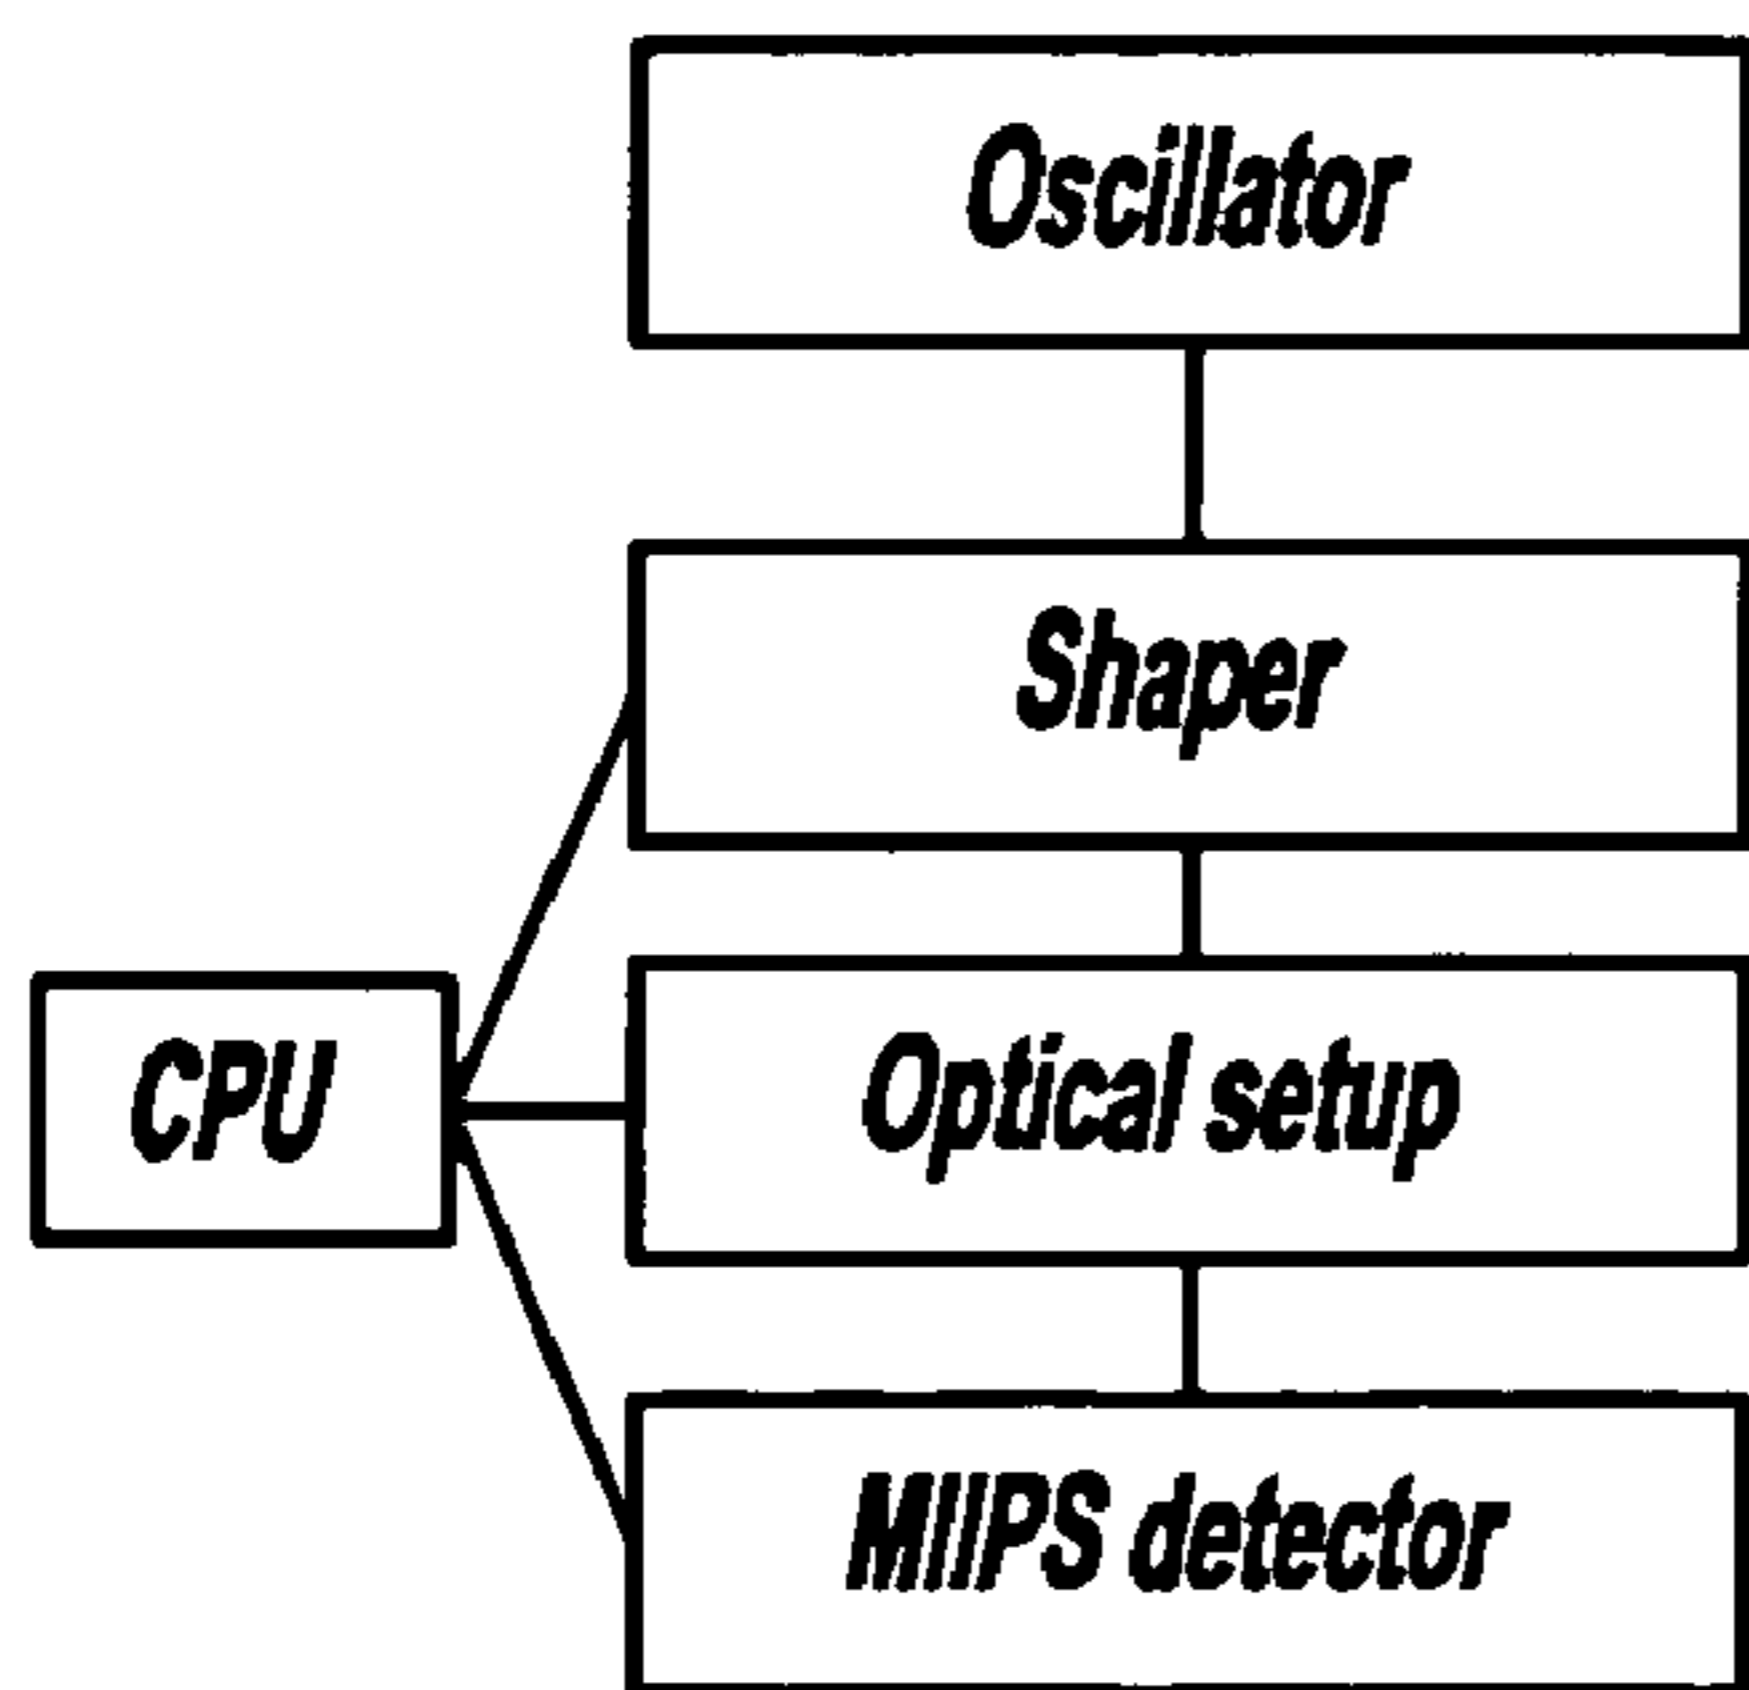 Oscillator
Shaper
CPU
Optical setup
MIIPS detector